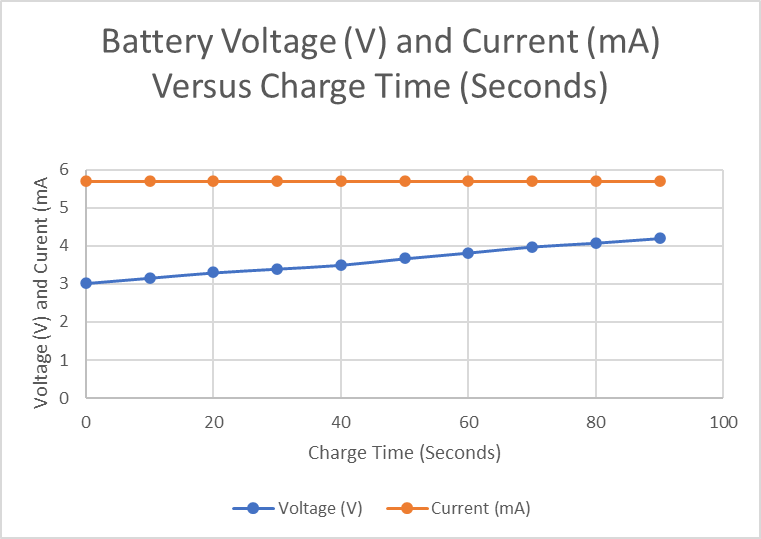 Battery Voltage (V) and Current (mA)
Versus Charge Time (Seconds)
Voltage (V) and Curent (mA
6
5
4
3
2
1
0
0 20 40 60 80 100
Charge Time (Seconds)
Voltage (V) Current (mA)